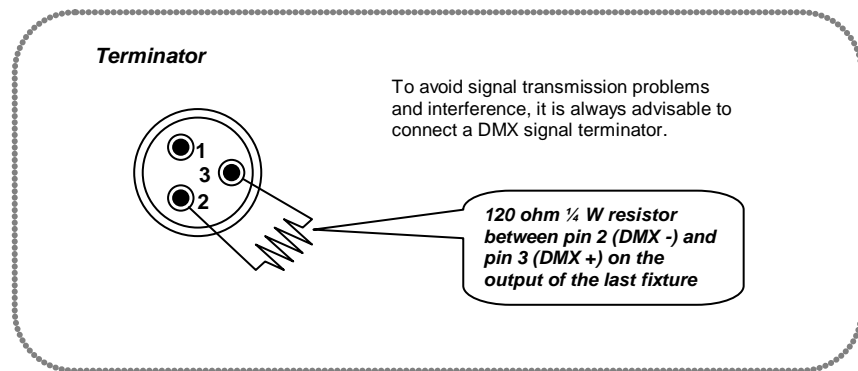 Terminator
To avoid signal transmission problems
and interference, it is always advisable to
connect a DMX signal terminator.
1
3
2
120 ohm ¼ W resistor
between pin 2 (DMX -) and
pin 3 (DMX +) on the
output of the last fixture